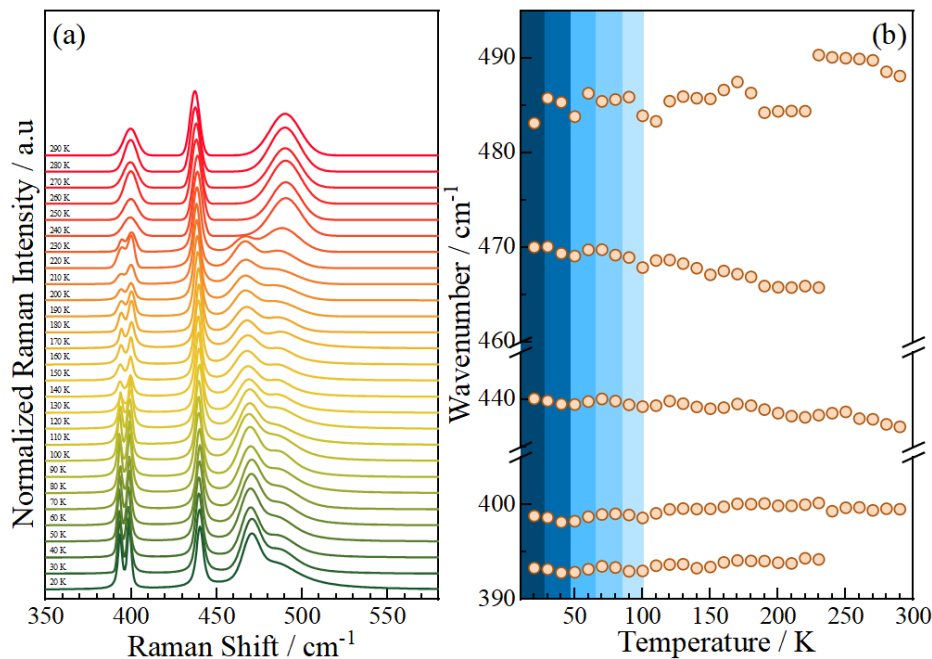 (a)
Normalized Raman Intensity / a.u
290 K
280 K
270 K
260 K
250 K
240 K
230 K
220 K
210 K
200 K
190 K
180 K
170 K
160 K
150 K
140 K
130 K
120 K
110 K
100 K
90 K
80 K
70 K
60 K
50 K
40 K
30 K
20 K
350 400 450 500 550
Raman Shift / cm⁻¹
(b)
Wavenumber / cm⁻¹
490
480
470
460
440
400
390
50 100 150 200 250 300
Temperature / K